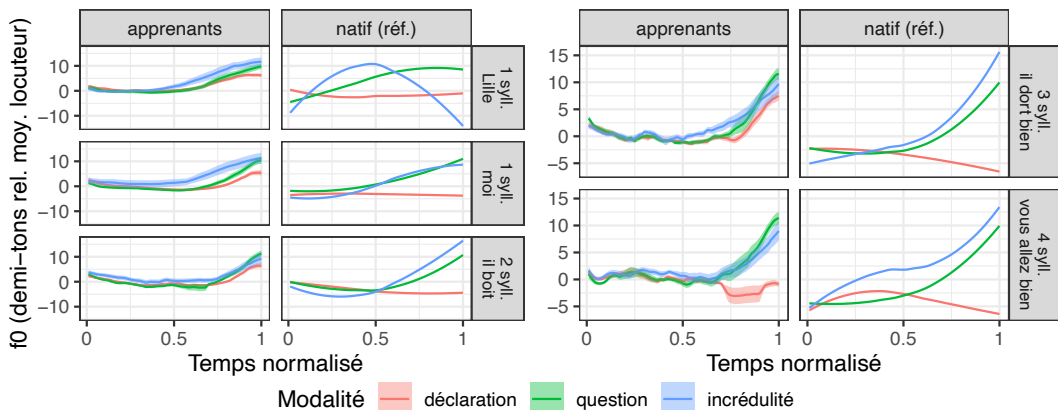 apprenants natif (réf.)
f0 (demi-tons rel. moy. locuteur)
10
0
−10
1 syll.
Lille
10
0
−10
1 syll.
moi
10
0
−10
2 syll.
il boit
0 0.5 1 0 0.5 1
Temps normalisé
apprenants natif (réf.)
15
10
5
0
−5
3 syll.
il dort bien
15
10
5
0
−5
4 syll.
vous allez bien
0 0.5 1 0 0.5 1
Temps normalisé
Modalité déclaration question incrédulité